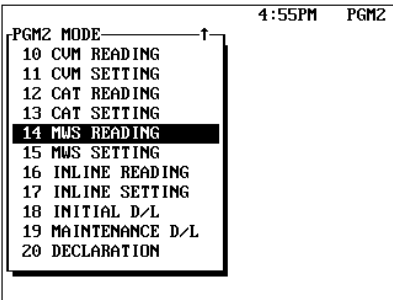 4:55PM PGM2
PGM2 MODE ↑
10 CVM READING
11 CVM SETTING
12 CAT READING
13 CAT SETTING
14 MWS READING
15 MWS SETTING
16 INLINE READING
17 INLINE SETTING
18 INITIAL D/L
19 MAINTENANCE D/L
20 DECLARATION